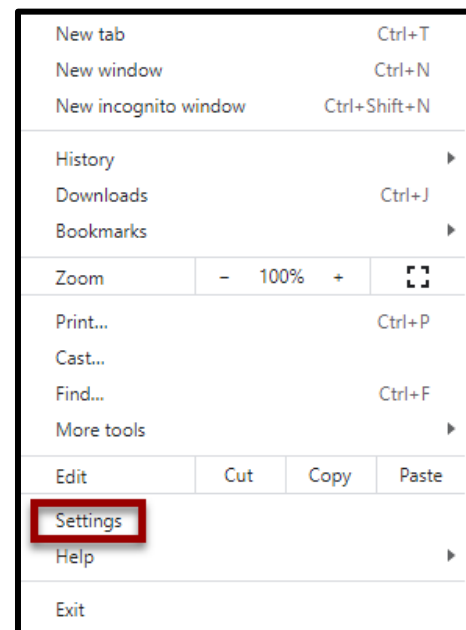 New tab Ctrl+T
New window Ctrl+N
New incognito window Ctrl+Shift+N
History
Downloads Ctrl+J
Bookmarks
Zoom - 100% +
Print... Ctrl+P
Cast...
Find... Ctrl+F
More tools
Edit Cut Copy Paste
Settings
Help
Exit